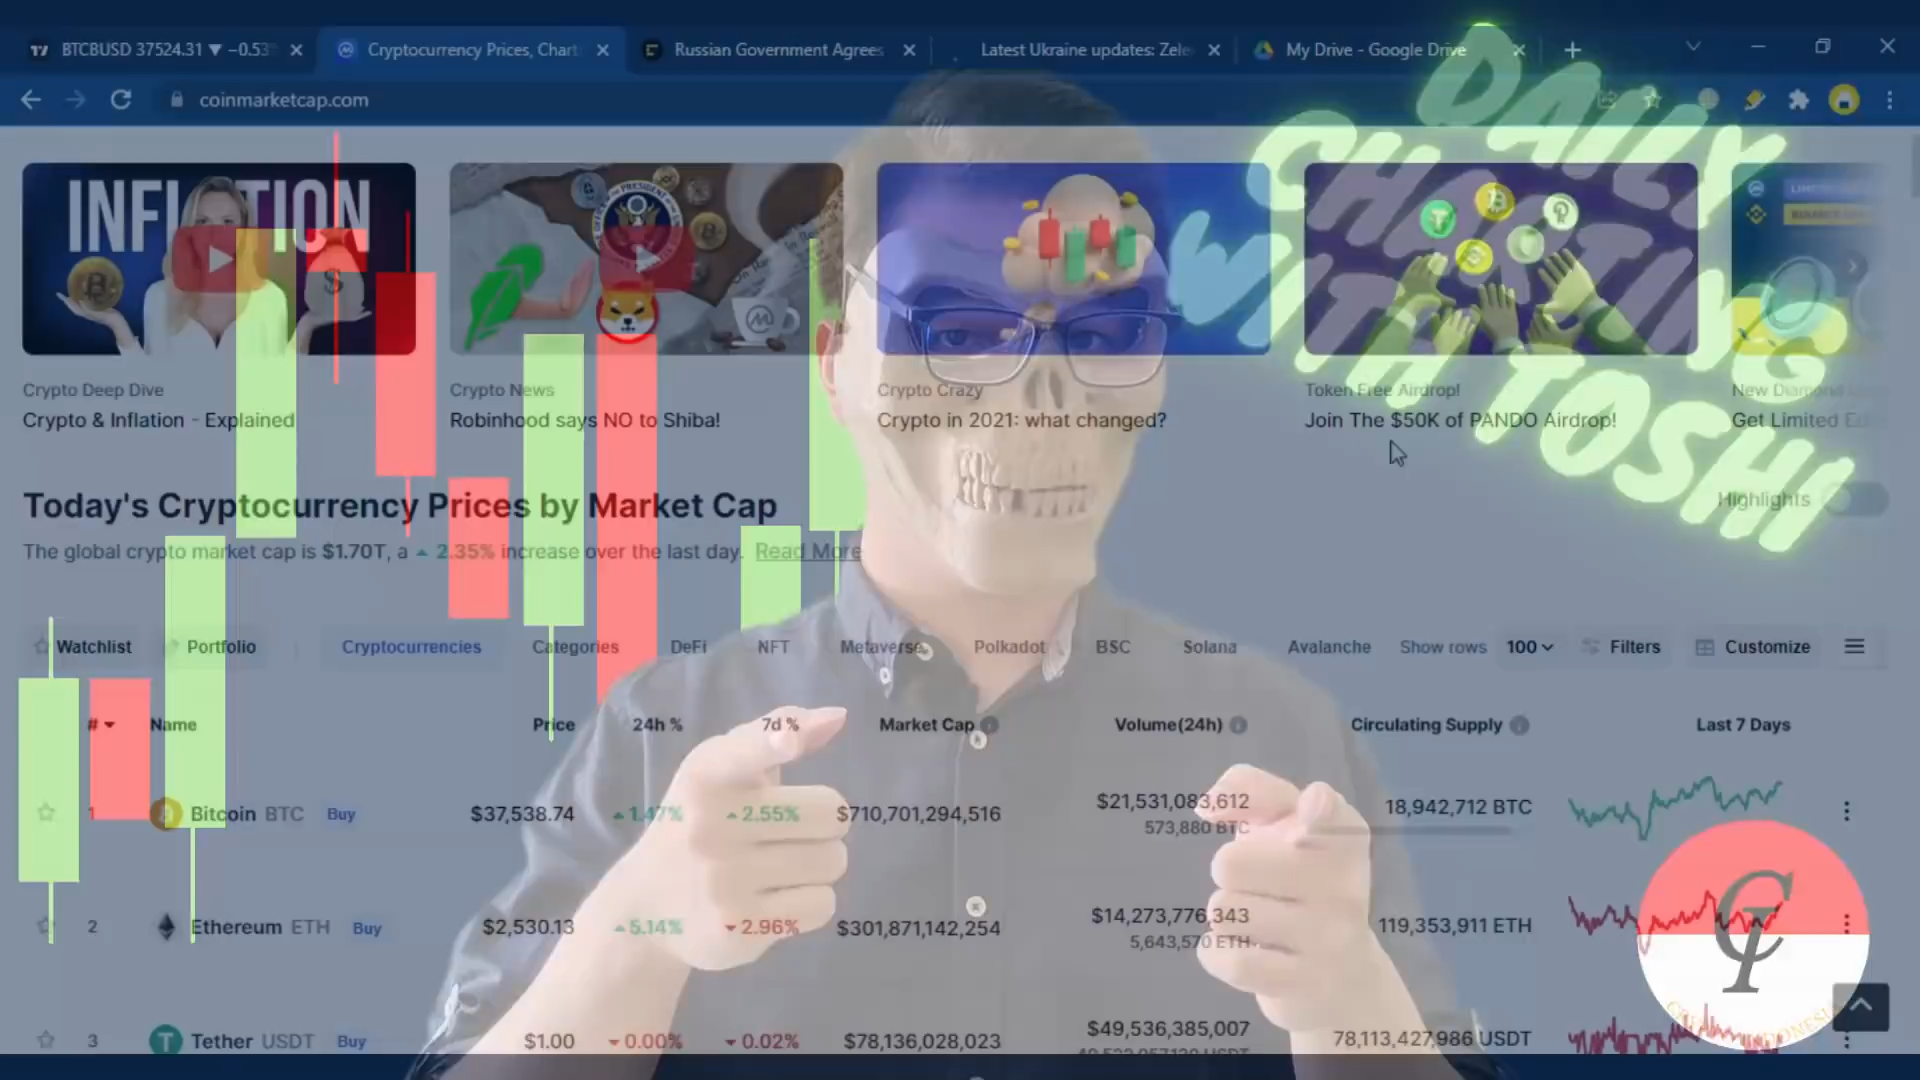 BTCBUSD 37524.31 ▼ −0.53
Cryptocurrency Prices, Chart
Russian Government Agrees
Latest Ukraine updates: Zele
My Drive - Google Drive
coinmarketcap.com
DAILY
CHARTING
WITH TOSHI
INFLATION
Crypto Deep Dive
Crypto & Inflation - Explained
Crypto News
Robinhood says NO to Shiba!
Crypto Crazy
Crypto in 2021: what changed?
Token Free Airdrop!
Join The $50K of PANDO Airdrop!
Get Limited
Today's Cryptocurrency Prices by Market Cap
Highlights
The global crypto market cap is $1.70T, a ▲ 2.35% increase over the last day. Read More
Watchlist Portfolio Cryptocurrencies Categories DeFi NFT Metaverse Polkadot BSC Solana Avalanche Show rows 100 Filters Customize
# Name Price 24h % 7d % Market Cap Volume(24h) Circulating Supply Last 7 Days
1 Bitcoin BTC Buy $37,538.74 ▲1.47% ▲2.55% $710,701,294,516 $21,531,083,612 18,942,712 BTC
573,880 BTC
2 Ethereum ETH Buy $2,530.13 ▲5.14% ▼2.96% $301,871,142,254 $14,273,776,343 119,353,911 ETH
5,643,570 ETH
3 Tether USDT Buy $1.00 ▼0.00% ▼0.02% $78,136,028,023 $49,536,385,007 78,113,427,986 USDT